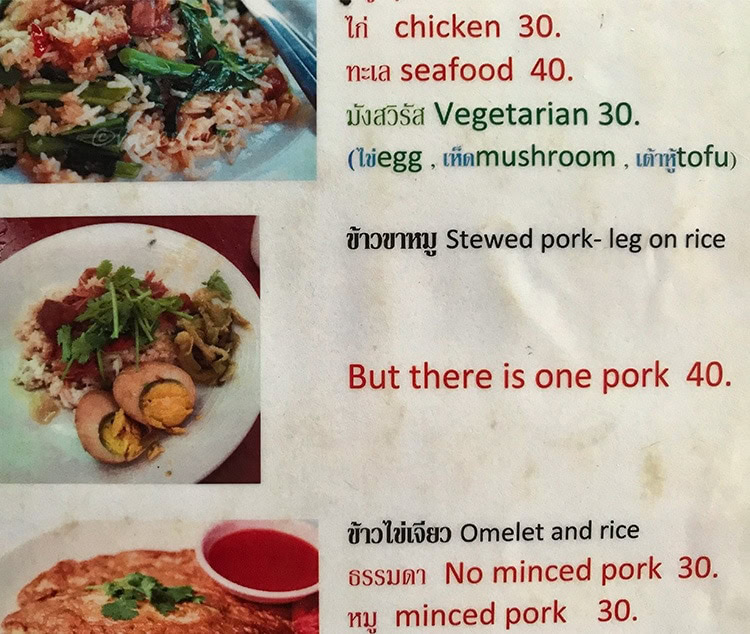 ไก่ chicken 30.
ทะเล seafood 40.
มังสวิรัส Vegetarian 30.
(ไข่egg , เห็ดmushroom , เต้าหู้tofu)
ข้าวขาหมู Stewed pork- leg on rice
But there is one pork 40.
ข้าวไข่เจียว Omelet and rice
ธรรมดา No minced pork 30.
หมู minced pork 30.